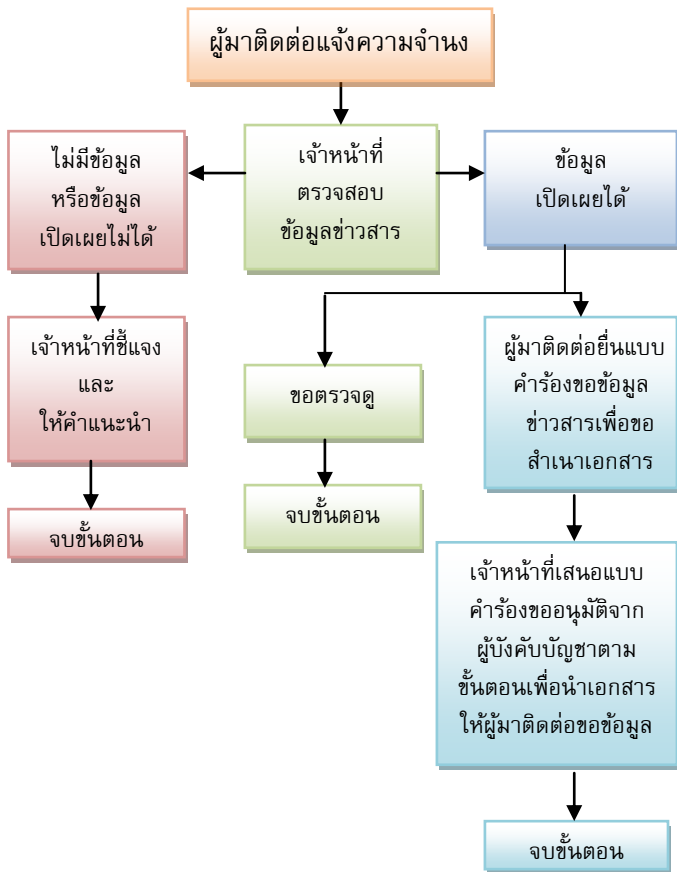 ผู้มาติดต่อแจ้งความจำนง
ไม่มีข้อมูล
หรือข้อมูล
เปิดเผยไม่ได้
เจ้าหน้าที่
ตรวจสอบ
ข้อมูลข่าวสาร
ข้อมูล
เปิดเผยได้
เจ้าหน้าที่ชี้แจง
และ
ให้คำแนะนำ
ขอตรวจดู
ผู้มาติดต่อยื่นแบบ
คำร้องขอข้อมูล
ข่าวสารเพื่อขอ
สำเนาเอกสาร
จบขั้นตอน
จบขั้นตอน
เจ้าหน้าที่เสนอแบบ
คำร้องขออนุมัติจาก
ผู้บังคับบัญชาตาม
ขั้นตอนเพื่อนำเอกสาร
ให้ผู้มาติดต่อขอข้อมูล
จบขั้นตอน